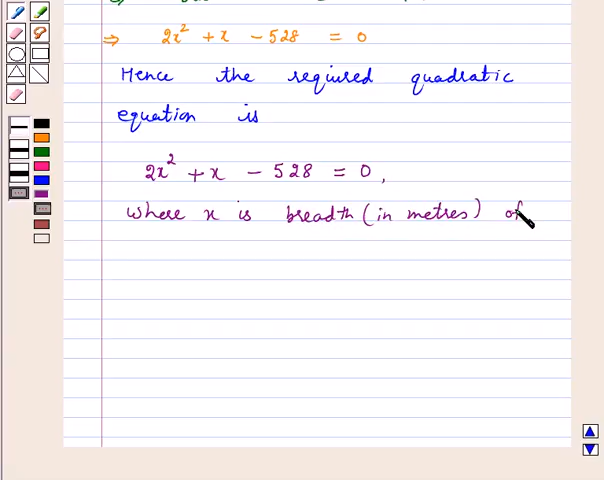 ⇒ 2x² + x - 528 = 0
Hence the required quadratic
equation is
2x² + x - 528 = 0,
where x is breadth (in metres) of